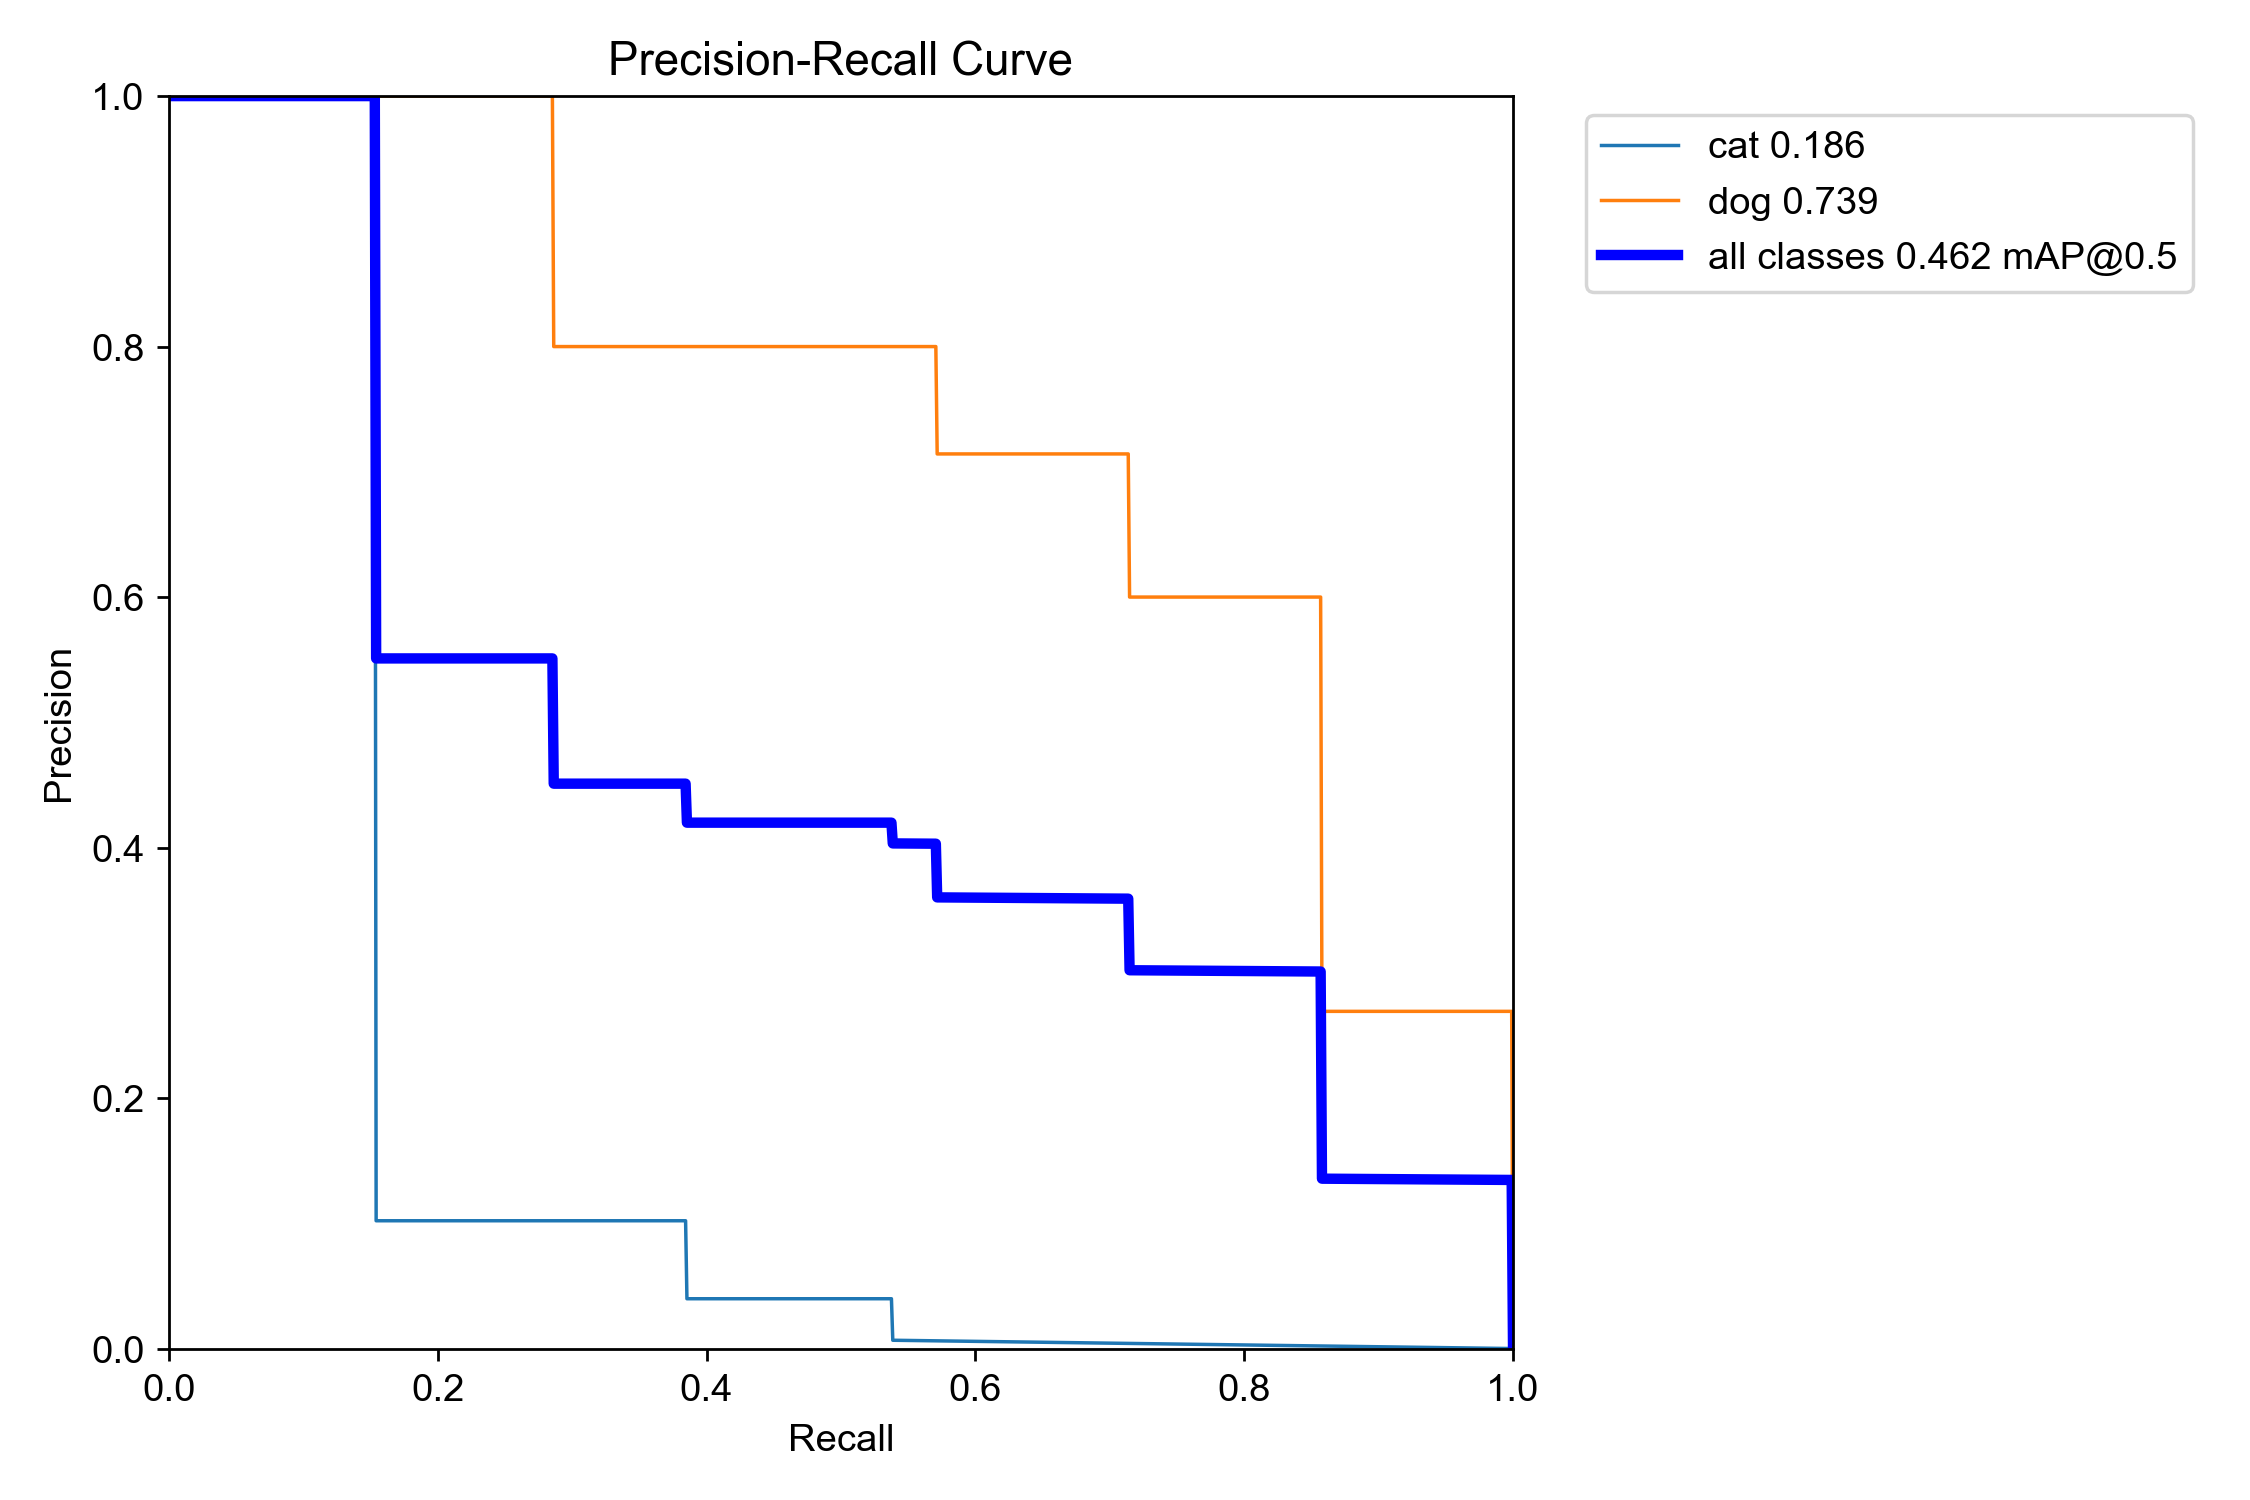 Precision-Recall Curve
1.0
0.8
0.6
0.4
0.2
0.0
Precision
0.0 0.2 0.4 0.6 0.8 1.0
Recall
cat 0.186
dog 0.739
all classes 0.462 mAP@0.5